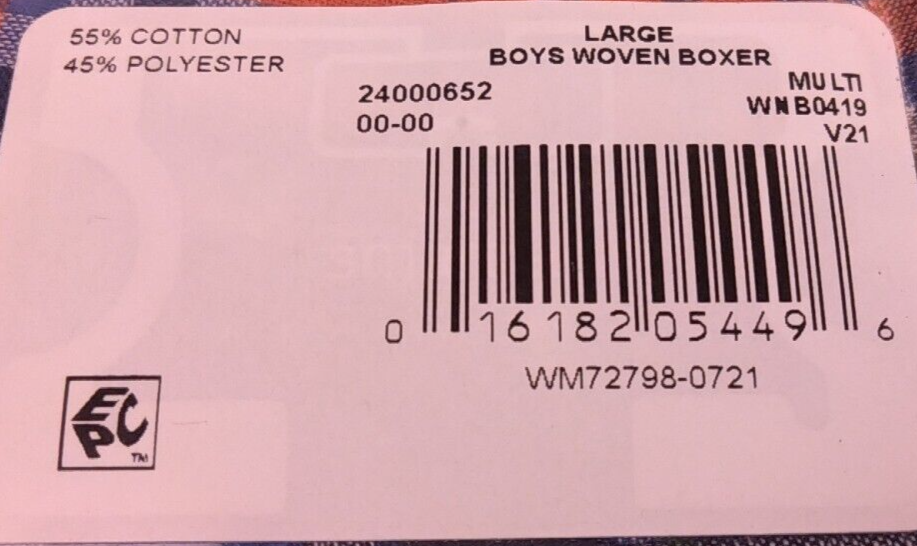 55% COTTON
45% POLYESTER
LARGE
BOYS WOVEN BOXER
24000652
00-00
MULTI
WNB0419
V21
0 16182 05449 6
WM72798-0721
EPC
TM